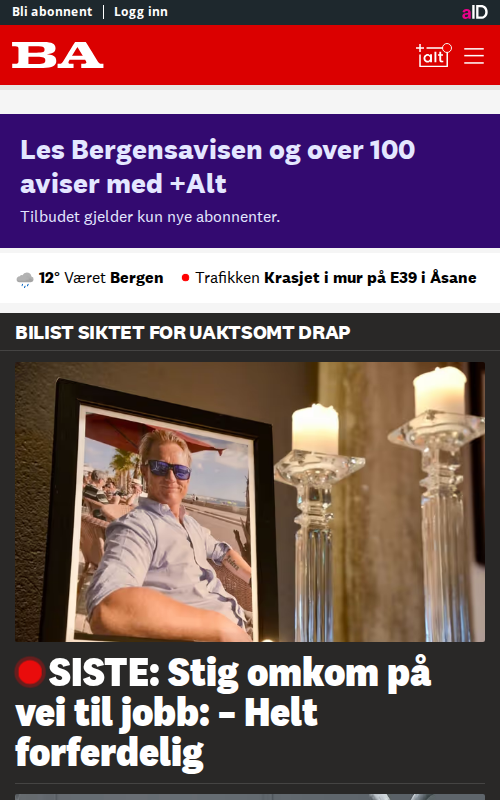 Bli abonnent
Logg inn
aID
BA
+alt
Les Bergensavisen og over 100
aviser med +Alt
Tilbudet gjelder kun nye abonnenter.
12° Været Bergen
Trafikken Krasjet i mur på E39 i Åsane
BILIST SIKTET FOR UAKTSOMT DRAP
SISTE: Stig omkom på
vei til jobb: – Helt
forferdelig